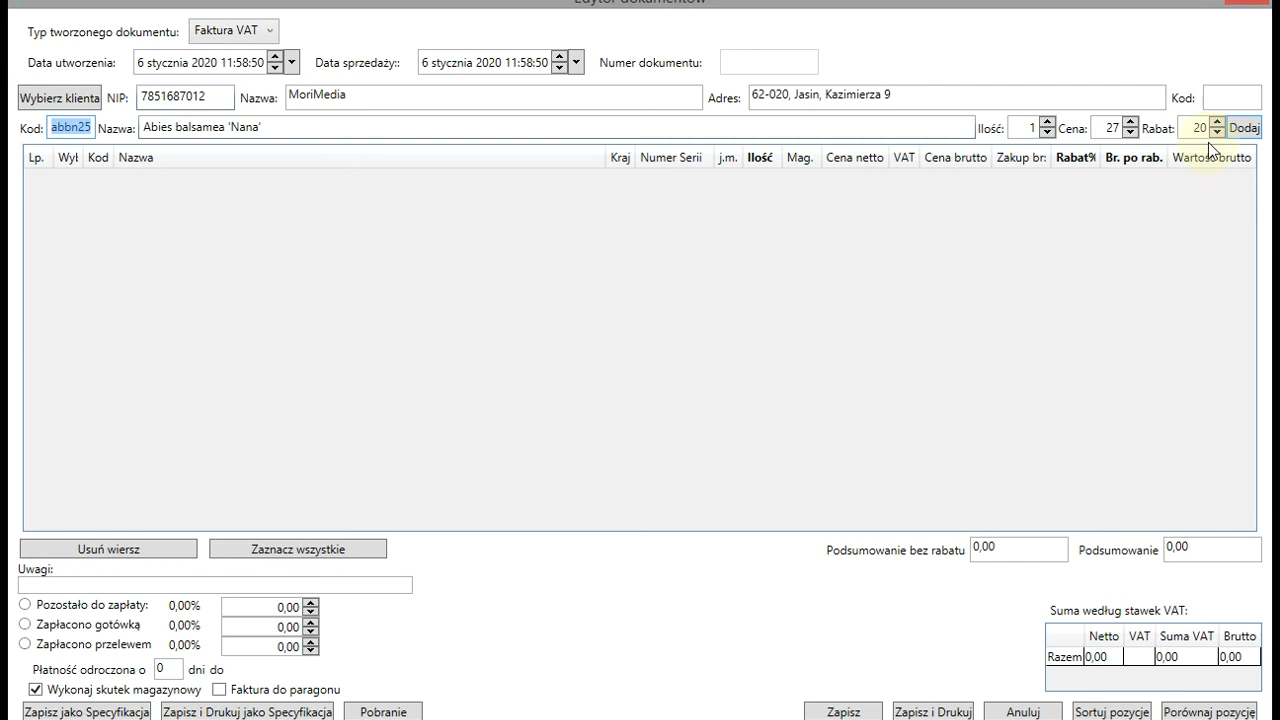 Edytor dokumentów
Typ tworzonego dokumentu: Faktura VAT
Data utworzenia: 6 stycznia 2020 11:58:50 Data sprzedaży:: 6 stycznia 2020 11:58:50 Numer dokumentu:
Wybierz klienta NIP: 7851687012 Nazwa: MoriMedia Adres: 62-020, Jasin, Kazimierza 9 Kod:
Kod: abbn25 Nazwa: Abies balsamea 'Nana' Ilość: 1 Cena: 27 Rabat: 20 Dodaj
Lp. Wył Kod Nazwa Kraj Numer Serii j.m. Ilość Mag. Cena netto VAT Cena brutto Zakup br: Rabat% Br. po rab. Wartość brutto
Usuń wiersz Zaznacz wszystkie Podsumowanie bez rabatu 0,00 Podsumowanie 0,00
Uwagi:
Pozostało do zapłaty: 0,00% 0,00
Zapłacono gotówką 0,00% 0,00
Zapłacono przelewem 0,00% 0,00
Suma według stawek VAT:
Netto VAT Suma VAT Brutto
Razem 0,00 0,00 0,00
Płatność odroczona o 0 dni do
Wykonaj skutek magazynowy Faktura do paragonu
Zapisz jako Specyfikacja Zapisz i Drukuj jako Specyfikacja Pobranie Zapisz Zapisz i Drukuj Anuluj Sortuj pozycje Porównaj pozycję